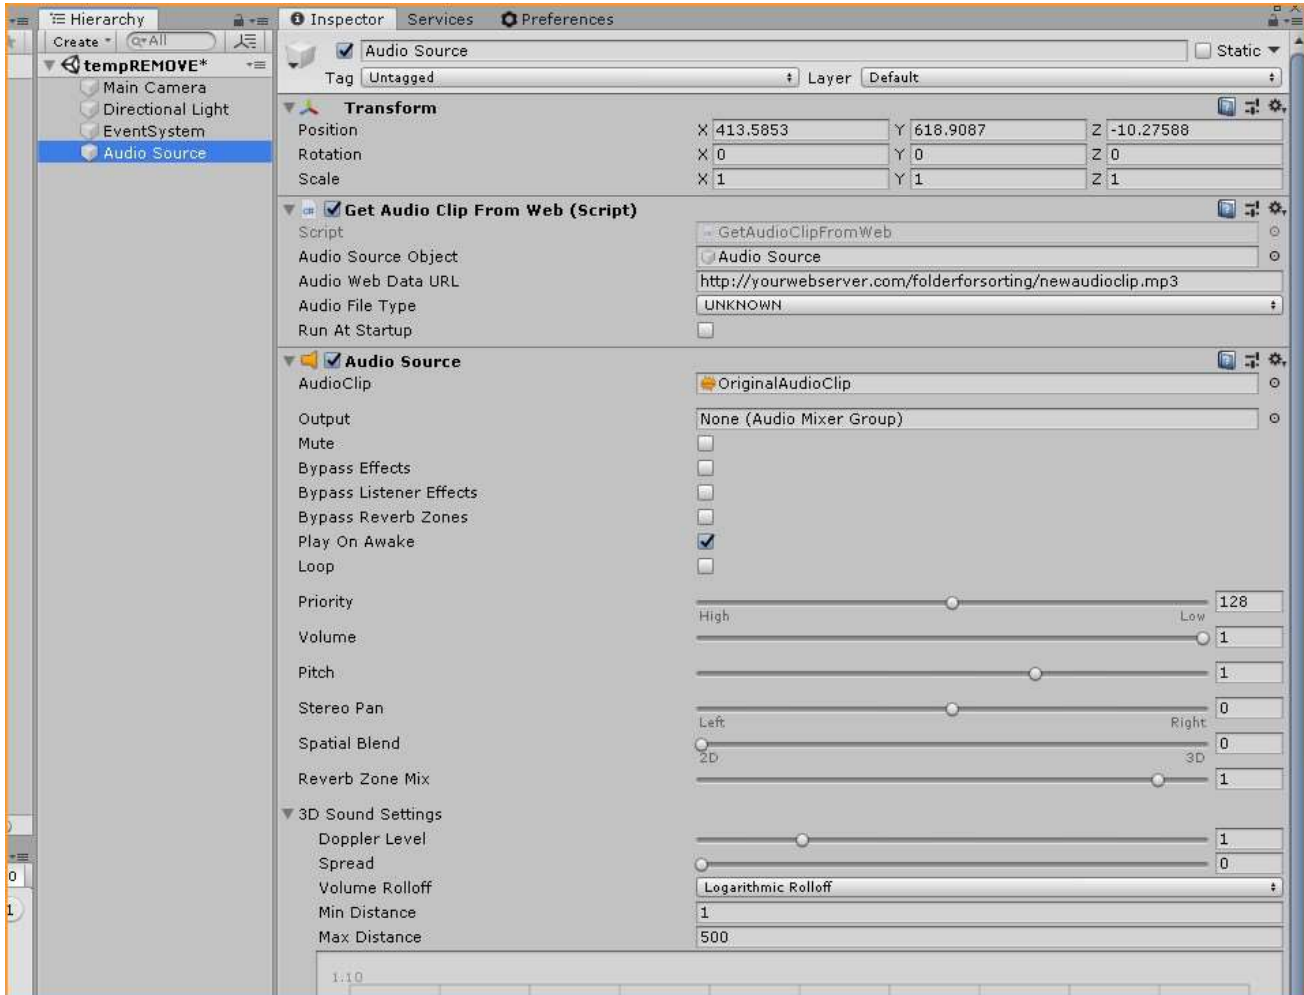 Hierarchy
Inspector Services Preferences
Create All
Audio Source Static
tempREMOVE*
Tag Untagged Layer Default
Main Camera
Directional Light
Transform
EventSystem
Position X 413.5853 Y 618.9087 Z -10.27588
Audio Source
Rotation X 0 Y 0 Z 0
Scale X 1 Y 1 Z 1
Get Audio Clip From Web (Script)
Script GetAudioClipFromWeb
Audio Source Object Audio Source
Audio Web Data URL http://yourwebserver.com/folderforsorting/newaudioclip.mp3
Audio File Type UNKNOWN
Run At Startup
Audio Source
AudioClip OriginalAudioClip
Output None (Audio Mixer Group)
Mute
Bypass Effects
Bypass Listener Effects
Bypass Reverb Zones
Play On Awake
Loop
Priority 128
High Low
Volume 1
Pitch 1
Stereo Pan 0
Left Right
Spatial Blend 0
2D 3D
Reverb Zone Mix 1
3D Sound Settings
Doppler Level 1
Spread 0
0
Volume Rolloff Logarithmic Rolloff
1
Min Distance 1
Max Distance 500
1:10